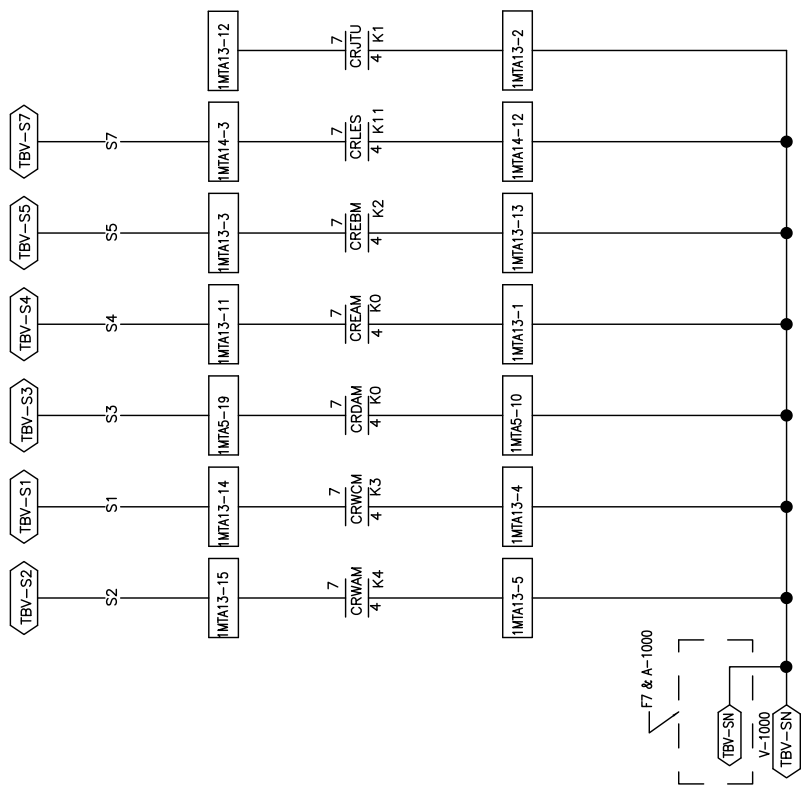 1MTA13-12
7
CRJTU
4 K1
1MTA13-2
TBV-S7
S7
1MTA14-3
7
CRLES
4 K11
1MTA14-12
TBV-S5
S5
1MTA13-3
7
CREBM
4 K2
1MTA13-13
TBV-S4
S4
1MTA13-11
7
CREAM
4 K0
1MTA13-1
TBV-S3
S3
1MTA5-19
7
CRDAM
4 K0
1MTA5-10
TBV-S1
S1
1MTA13-14
7
CRWCM
4 K3
1MTA13-4
TBV-S2
S2
1MTA13-15
7
CRWAM
4 K4
1MTA13-5
F7 & A-1000
TBV-SN
V-1000
TBV-SN